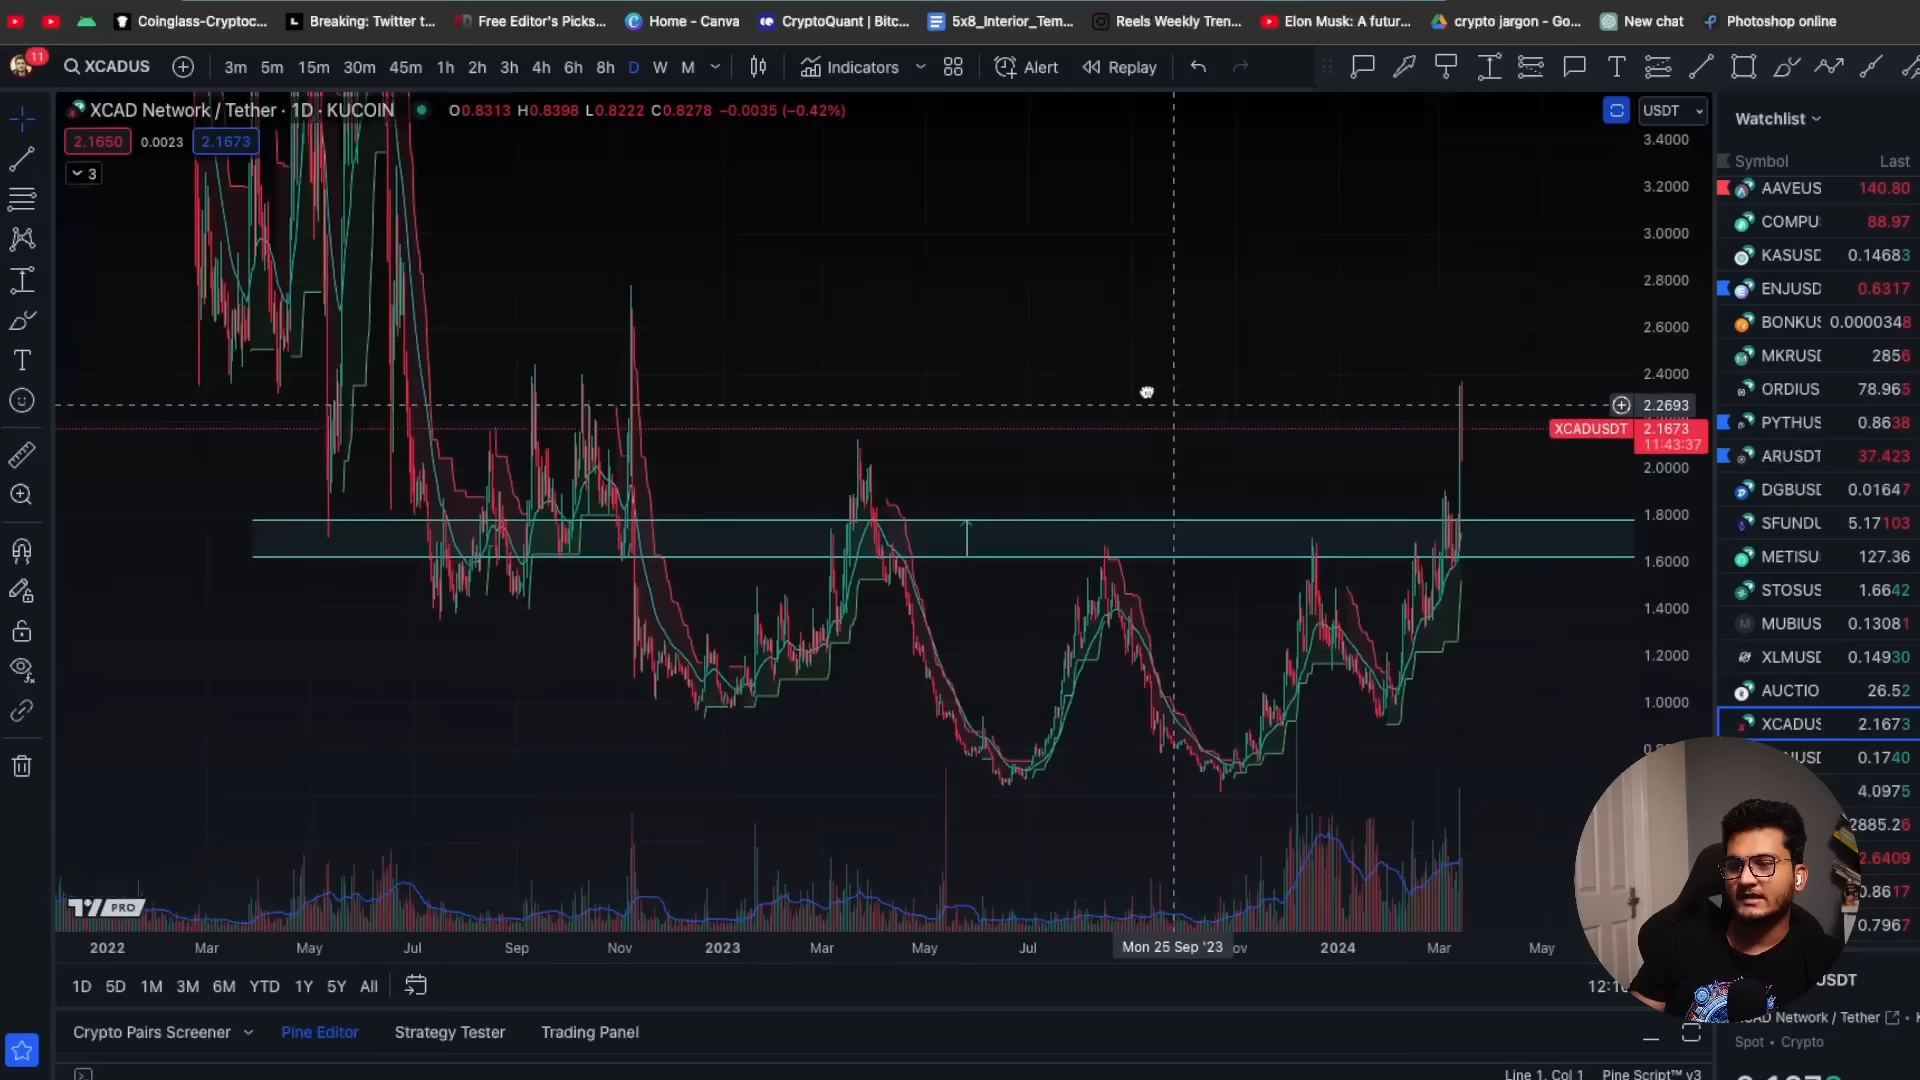 Coinglass-Cryptoc... Breaking: Twitter t... Free Editor's Picks... Home - Canva CryptoQuant | Bitc... 5x8_Interior_Tem... Reels Weekly Tren... Elon Musk: A futur... crypto jargon - Go... New chat Photoshop online
11 XCADUS 3m 5m 15m 30m 45m 1h 2h 3h 4h 6h 8h D W M Indicators Alert Replay
XCAD Network / Tether · 1D · KUCOIN O0.8313 H0.8398 L0.8222 C0.8278 −0.0035 (−0.42%) USDT
2.1650 0.0023 2.1673
3
3.4000
3.2000
3.0000
2.8000
2.6000
2.4000
2.2693
XCADUSDT 2.1673
11:43:37
2.0000
1.8000
1.6000
1.4000
1.2000
1.0000
PRO
2022 Mar May Jul Sep Nov 2023 Mar May Jul Mon 25 Sep '23 ov 2024 Mar May
1D 5D 1M 3M 6M YTD 1Y 5Y All
Crypto Pairs Screener Pine Editor Strategy Tester Trading Panel
Line 1, Col 1 Pine Script™ v3
Watchlist
Symbol Last
AAVEUS 140.80
COMPU 88.97
KASUSD 0.14683
ENJUSD 0.6317
BONKUS 0.0000348
MKRUSD 2856
ORDIUS 78.965
PYTHUS 0.8638
ARUSDT 37.423
DGBUSD 0.01647
SFUNDU 5.17103
METISU 127.36
STOSUS 1.6642
MUBIUS 0.13081
XLMUSD 0.14930
AUCTIO 26.52
XCADUS 2.1673
0.1740
4.0975
2885.26
2.6409
0.8617
0.7967
USDT
XCAD Network / Tether
Spot • Crypto